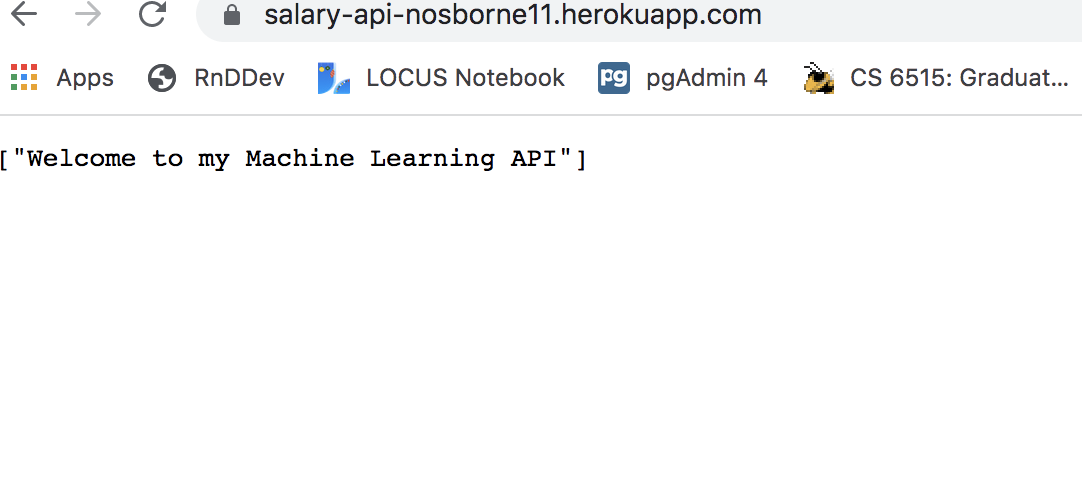 salary-api-nosborne11.herokuapp.com
Apps RnDDev LOCUS Notebook pg pgAdmin 4 CS 6515: Graduat...
["Welcome to my Machine Learning API"]